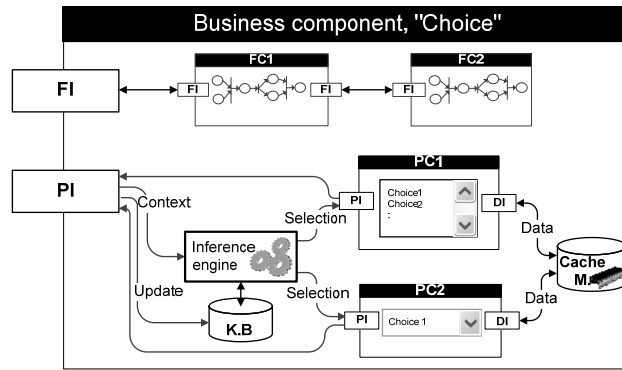 Business component, "Choice"
FC1
FC2
FI
FI
FI
FI
PC1
PI
Context
PI
Choice1
Choice2
:
DI
Selection
Data
Inference
engine
Cache
M.
Update
Selection
PC2
Data
K.B
PI
Choice 1
DI